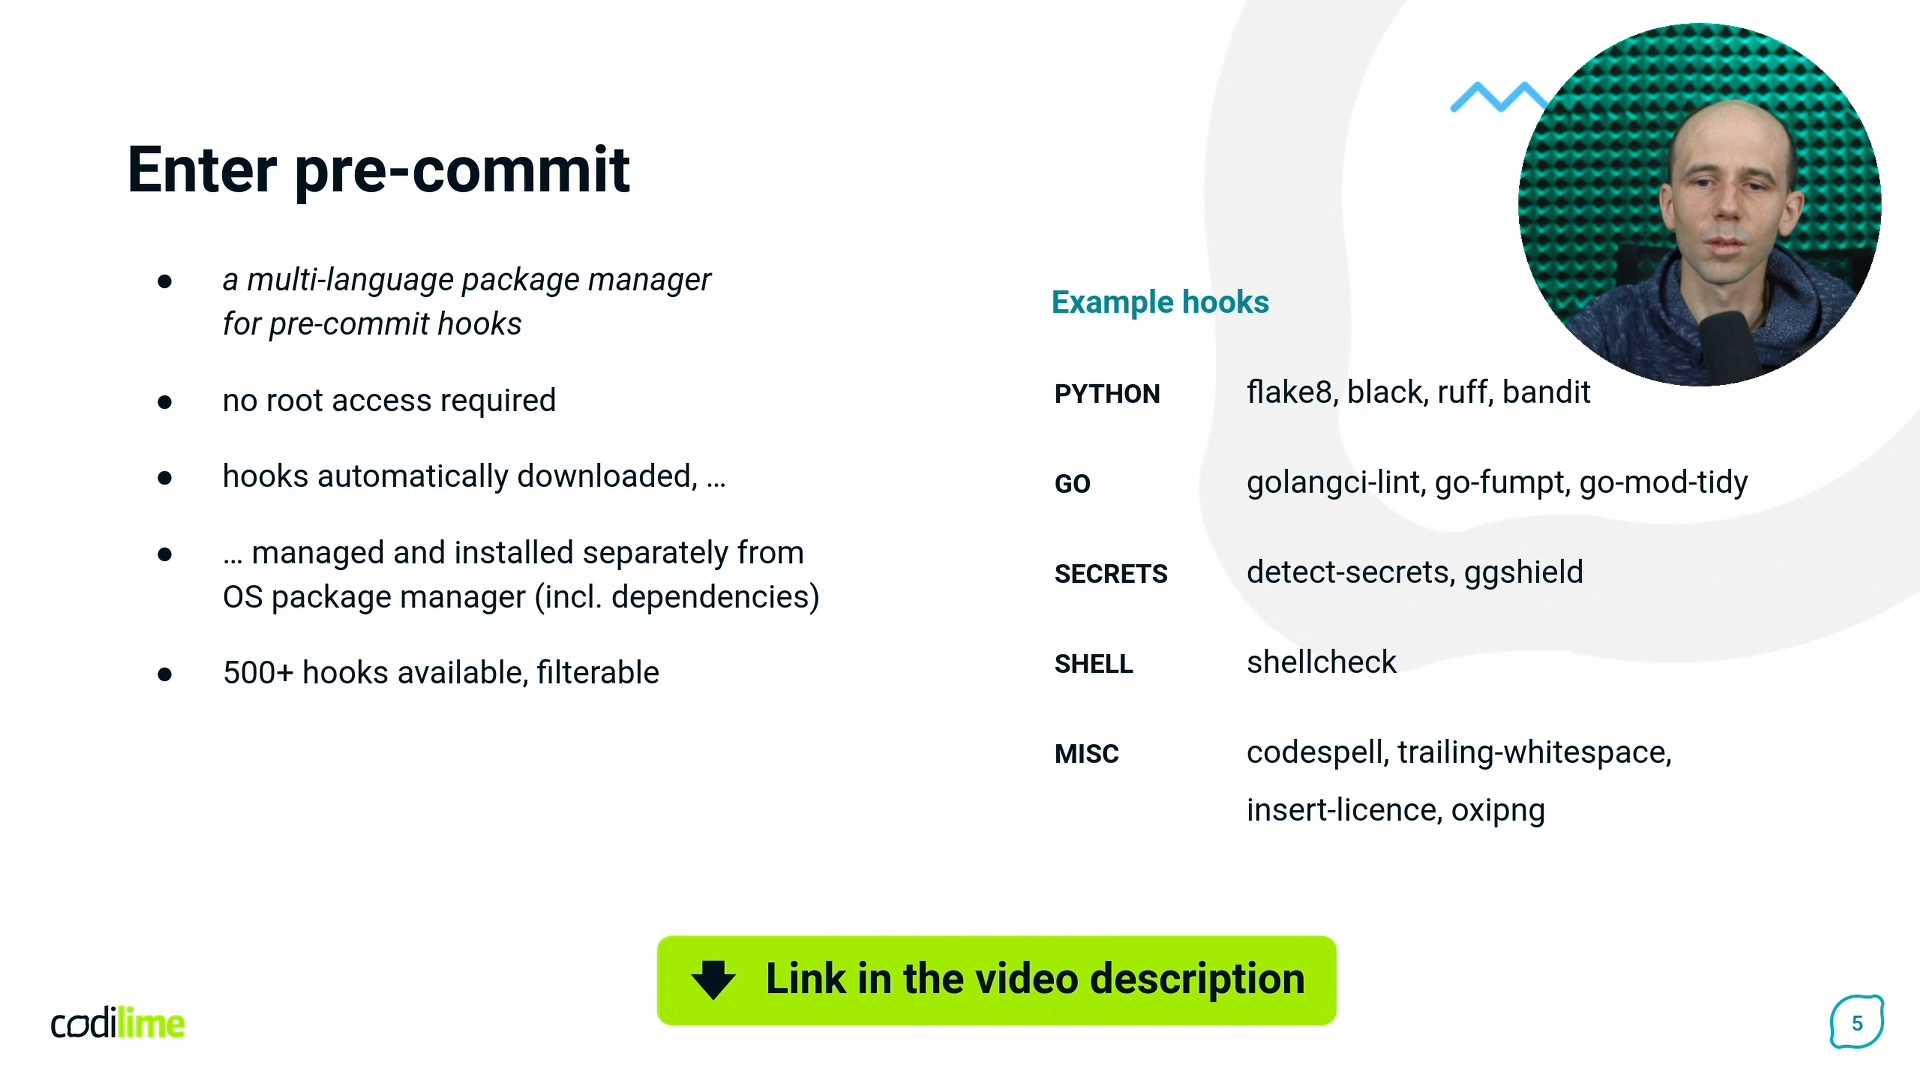 Enter pre-commit
● a multi-language package manager
for pre-commit hooks
● no root access required
● hooks automatically downloaded, …
● … managed and installed separately from
OS package manager (incl. dependencies)
● 500+ hooks available, filterable
Example hooks
PYTHON flake8, black, ruff, bandit
GO golangci-lint, go-fumpt, go-mod-tidy
SECRETS detect-secrets, ggshield
SHELL shellcheck
MISC codespell, trailing-whitespace,
insert-licence, oxipng
Link in the video description
codilime
5